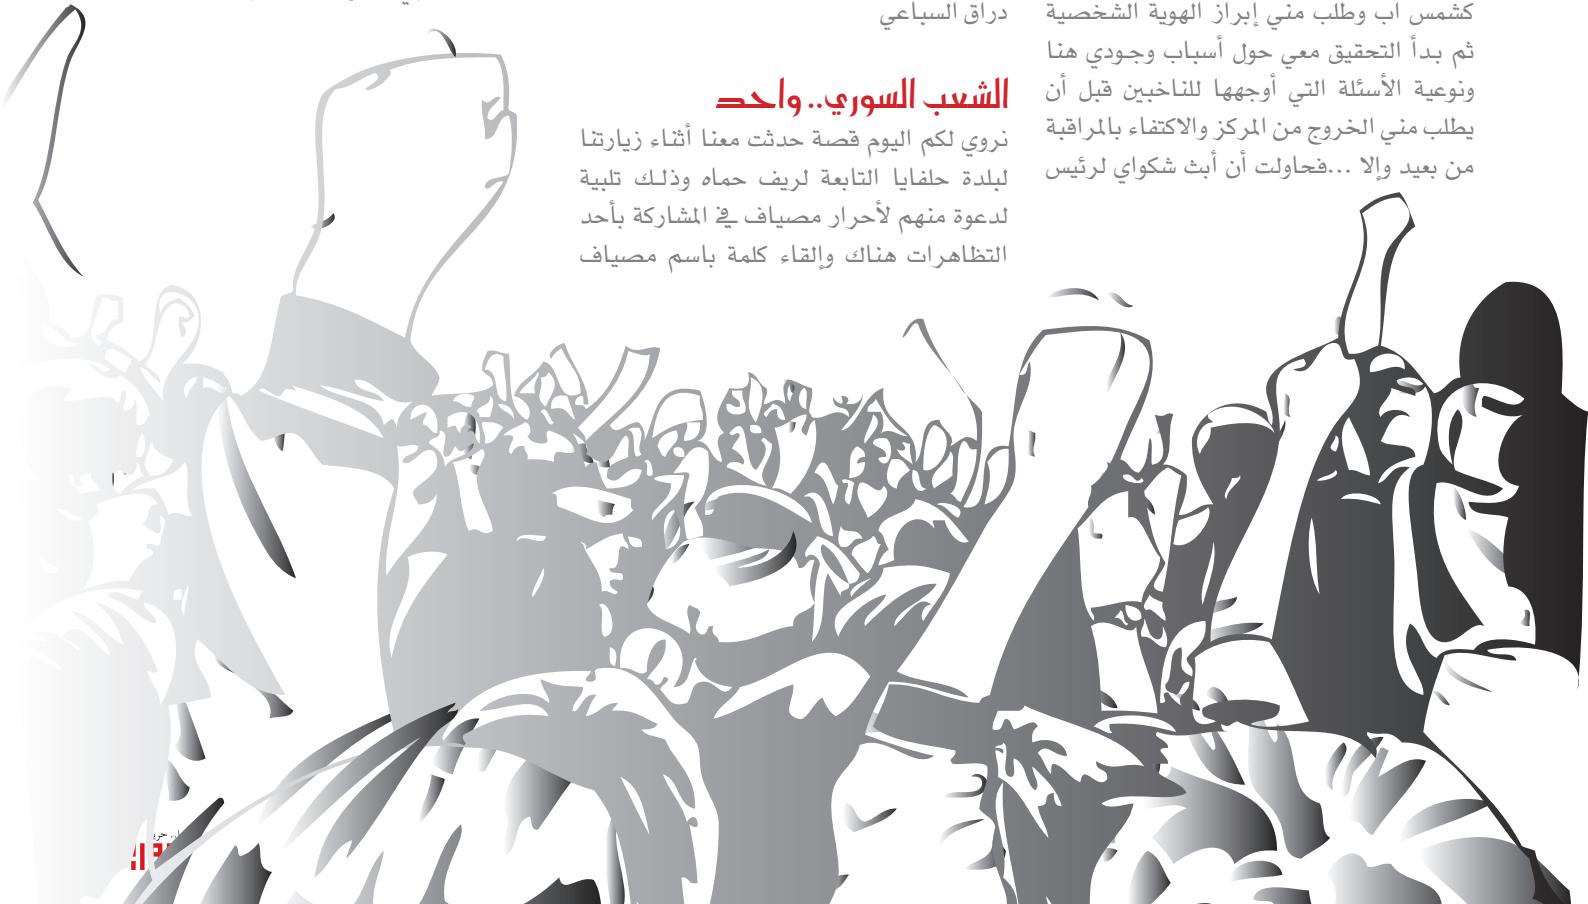 كشمس آب وطلب مني إبراز الهوية الشخصية
ثم بدأ التحقيق معي حول أسباب وجودي هنا
ونوعية الأسئلة التي أوجهها للناخبين قبل أن
يطلب مني الخروج من المركز والاكتفاء بالمراقبة
من بعيد وإلا ...فحاولت أن أبث شكواي لرئيس
دراق السباعي
الشعب السوري.. واحد
نروي لكم اليوم قصة حدثت معنا أثناء زيارتنا
لبلدة حلفايا التابعة لريف حماه وذلك تلبية
لدعوة منهم لأحرار مصياف في المشاركة بأحد
التظاهرات هناك وإلقاء كلمة باسم مصياف